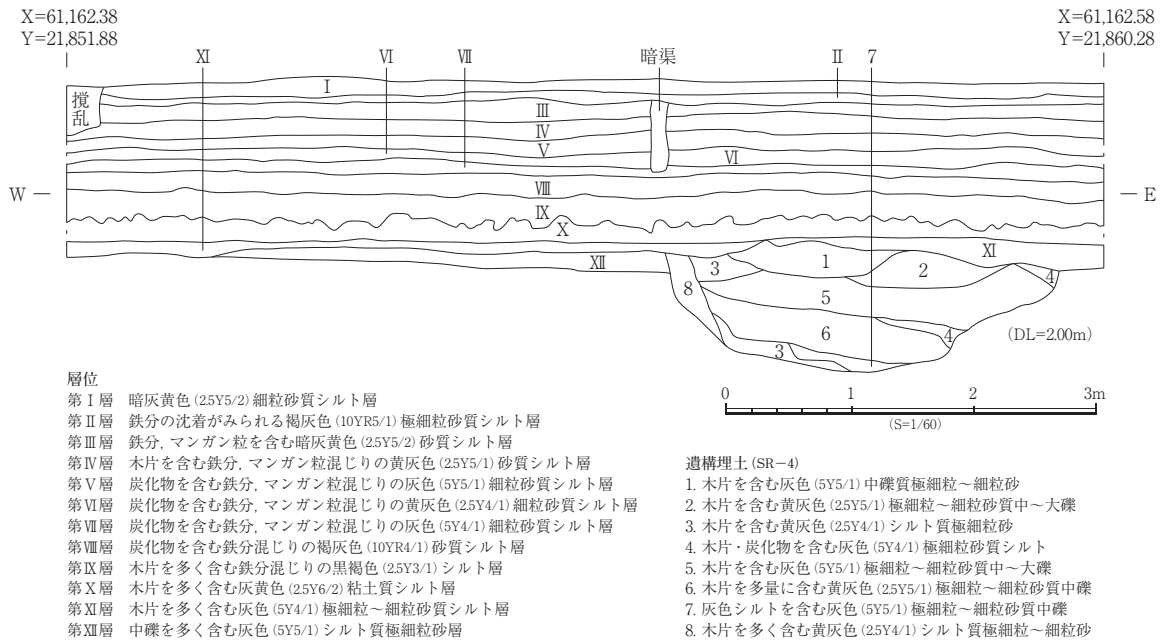 X=61,162.38
Y=21,851.88
X=61,162.58
Y=21,860.28
Ⅺ
Ⅵ
Ⅶ
暗渠
Ⅱ
7
撹乱
Ⅰ
Ⅲ
Ⅳ
Ⅴ
Ⅵ
W
Ⅷ
E
Ⅸ
Ⅹ
Ⅺ
Ⅻ
3
1
2
4
8
5
6
4
3
(DL=2.00m)
0 1 2 3m
(S=1/60)
層位
第Ⅰ層 暗灰黄色(2.5Y5/2)細粒砂質シルト層
第Ⅱ層 鉄分の沈着がみられる褐灰色(10YR5/1)極細粒砂質シルト層
第Ⅲ層 鉄分, マンガン粒を含む暗灰黄色(2.5Y5/2)砂質シルト層
第Ⅳ層 木片を含む鉄分, マンガン粒混じりの黄灰色(2.5Y5/1)砂質シルト層
第Ⅴ層 炭化物を含む鉄分, マンガン粒混じりの灰色(5Y5/1)細粒砂質シルト層
第Ⅵ層 炭化物を含む鉄分, マンガン粒混じりの黄灰色(2.5Y4/1)細粒砂質シルト層
第Ⅶ層 炭化物を含む鉄分, マンガン粒混じりの灰色(5Y4/1)細粒砂質シルト層
第Ⅷ層 炭化物を含む鉄分混じりの褐灰色(10YR4/1)砂質シルト層
第Ⅸ層 木片を多く含む鉄分混じりの黒褐色(2.5Y3/1)シルト層
第Ⅹ層 木片を多く含む灰黄色(2.5Y6/2)粘土質シルト層
第Ⅺ層 木片を多く含む灰色(5Y4/1)極細粒～細粒砂質シルト層
第Ⅻ層 中礫を多く含む灰色(5Y5/1)シルト質極細粒砂層
遺構埋土(SR-4)
1. 木片を含む灰色(5Y5/1)中礫質極細粒～細粒砂
2. 木片を含む黄灰色(2.5Y5/1)極細粒～細粒砂質中～大礫
3. 木片を含む黄灰色(2.5Y4/1)シルト質極細粒砂
4. 木片・炭化物を含む灰色(5Y4/1)極細粒砂質シルト
5. 木片を含む灰色(5Y5/1)極細粒～細粒砂質中～大礫
6. 木片を多量に含む黄灰色(2.5Y5/1)極細粒～細粒砂質中礫
7. 灰色シルトを含む灰色(5Y5/1)極細粒～細粒砂質中礫
8. 木片を多く含む黄灰色(2.5Y4/1)シルト質極細粒～細粒砂